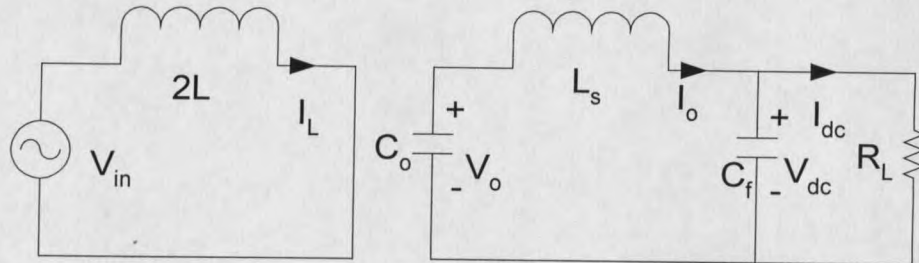 2L
I_L
V_in
L_s
I_o
I_dc
C_o
+
V_o
-
C_f
+
V_dc
-
R_L